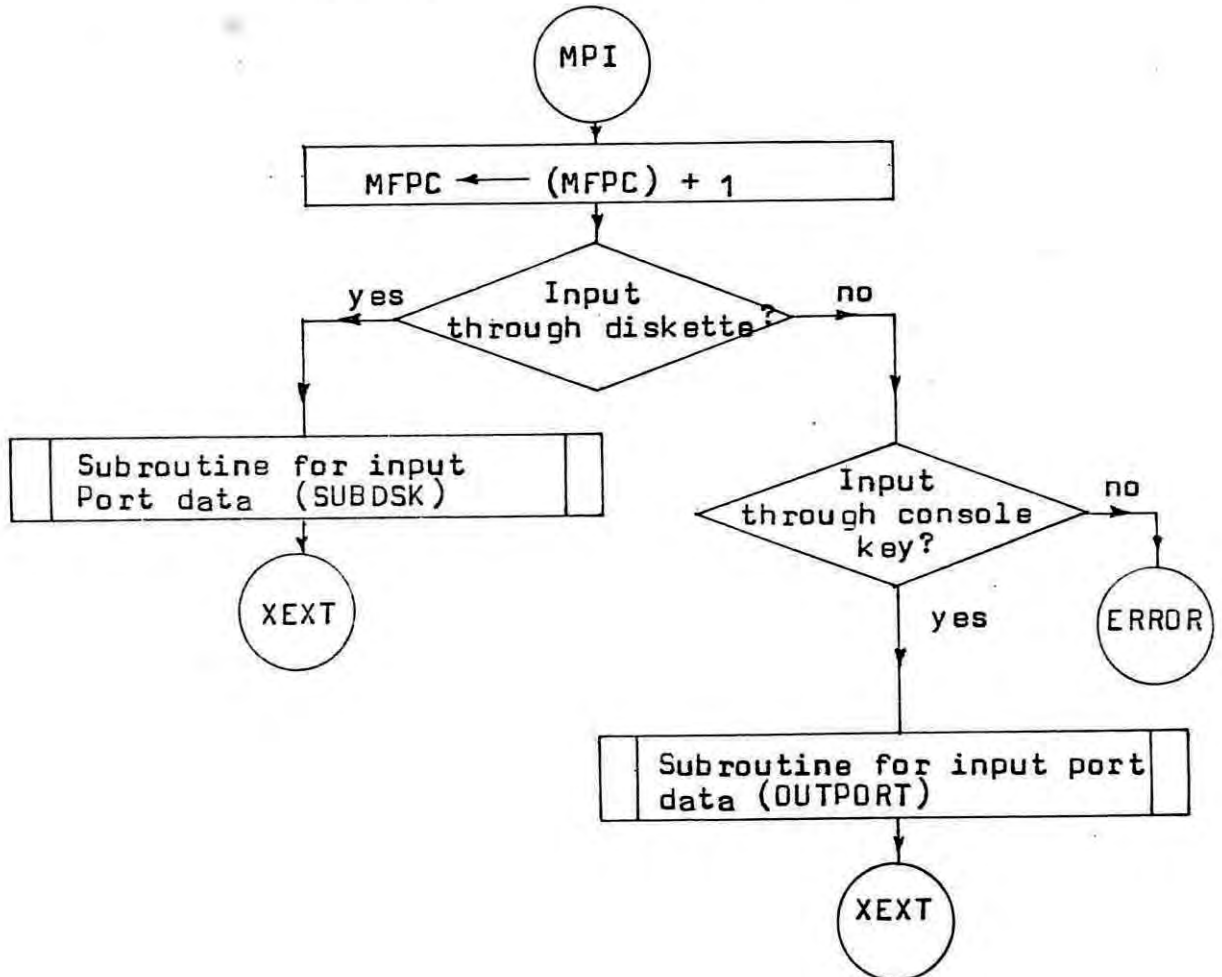 MPI
MFPC ← (MFPC) + 1
Input
through diskette?
yes
no
Subroutine for input
Port data (SUBDSK)
XEXT
Input
through console
key?
no
ERROR
yes
Subroutine for input port
data (OUTPORT)
XEXT